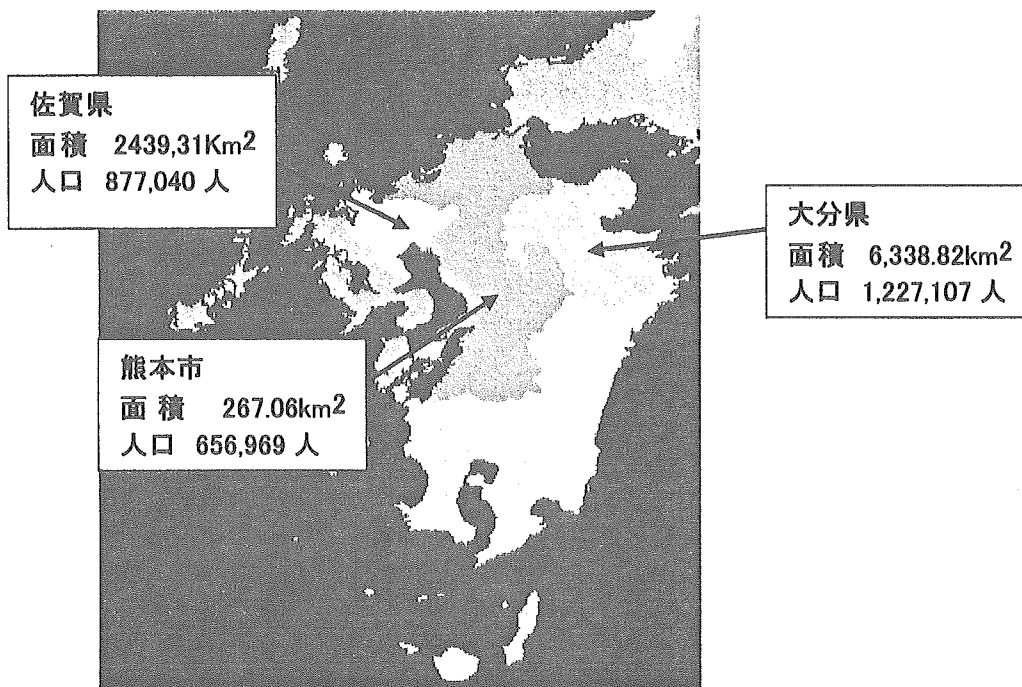 佐賀県
面積 2439,31Km²
人口 877,040 人
大分県
面積 6,338.82km²
人口 1,227,107 人
熊本市
面 積 267.06km²
人口 656,969 人